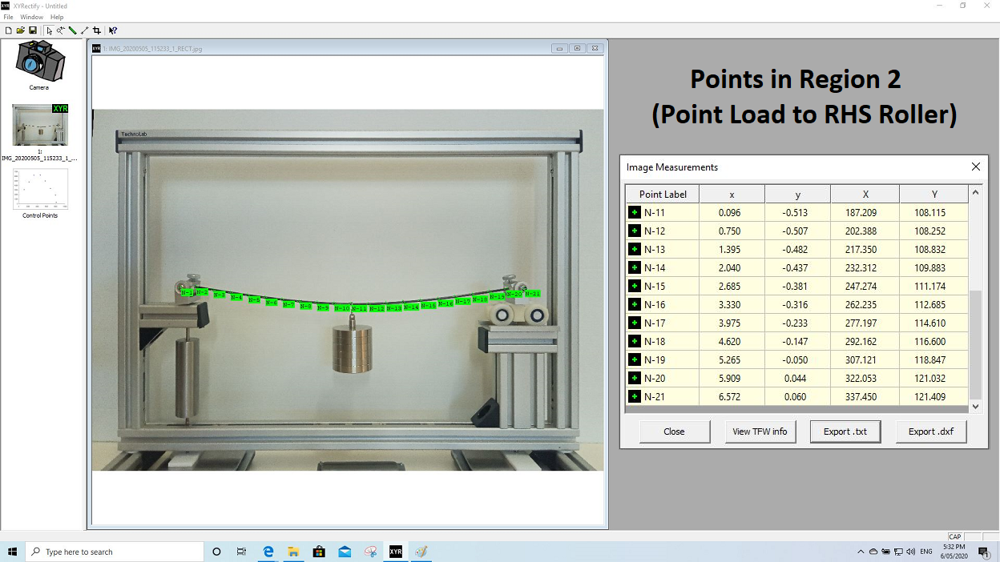 XYR XYRectify - Untitled
File Window Help
Camera
XYR
1:
IMG_20200505_115233_1_...
Control Points
XYR 1: IMG_20200505_115233_1_RECT.jpg
TechnoLab
N-1 N-2 N-3 N-4 N-5 N-6 N-7 N-8 N-9 N-10 N-11 N-12 N-13 N-14 N-15 N-16 N-17 N-18 N-19 N-20 N-21
Points in Region 2
(Point Load to RHS Roller)
Image Measurements
Point Label x y X Y
N-11 0.096 -0.513 187.209 108.115
N-12 0.750 -0.507 202.388 108.252
N-13 1.395 -0.482 217.350 108.832
N-14 2.040 -0.437 232.312 109.883
N-15 2.685 -0.381 247.274 111.174
N-16 3.330 -0.316 262.235 112.685
N-17 3.975 -0.233 277.197 114.610
N-18 4.620 -0.147 292.162 116.600
N-19 5.265 -0.050 307.121 118.847
N-20 5.909 0.044 322.053 121.032
N-21 6.572 0.060 337.450 121.409
Close View TFW info Export .txt Export .dxf
CAP
Type here to search
XYR
ENG
5:32 PM
6/05/2020
1